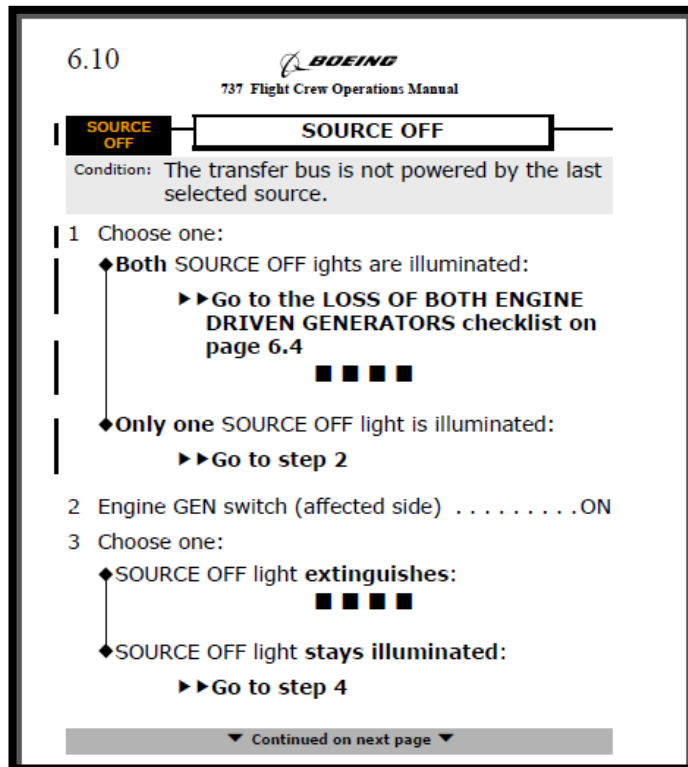 6.10
BOEING
737 Flight Crew Operations Manual
SOURCE
OFF
SOURCE OFF
Condition: The transfer bus is not powered by the last
selected source.
1 Choose one:
◆Both SOURCE OFF ights are illuminated:
▶▶Go to the LOSS OF BOTH ENGINE
DRIVEN GENERATORS checklist on
page 6.4
■ ■ ■ ■
◆Only one SOURCE OFF light is illuminated:
▶▶Go to step 2
2 Engine GEN switch (affected side) . . . . . . . . .ON
3 Choose one:
◆SOURCE OFF light extinguishes:
■ ■ ■ ■
◆SOURCE OFF light stays illuminated:
▶▶Go to step 4
▼ Continued on next page ▼